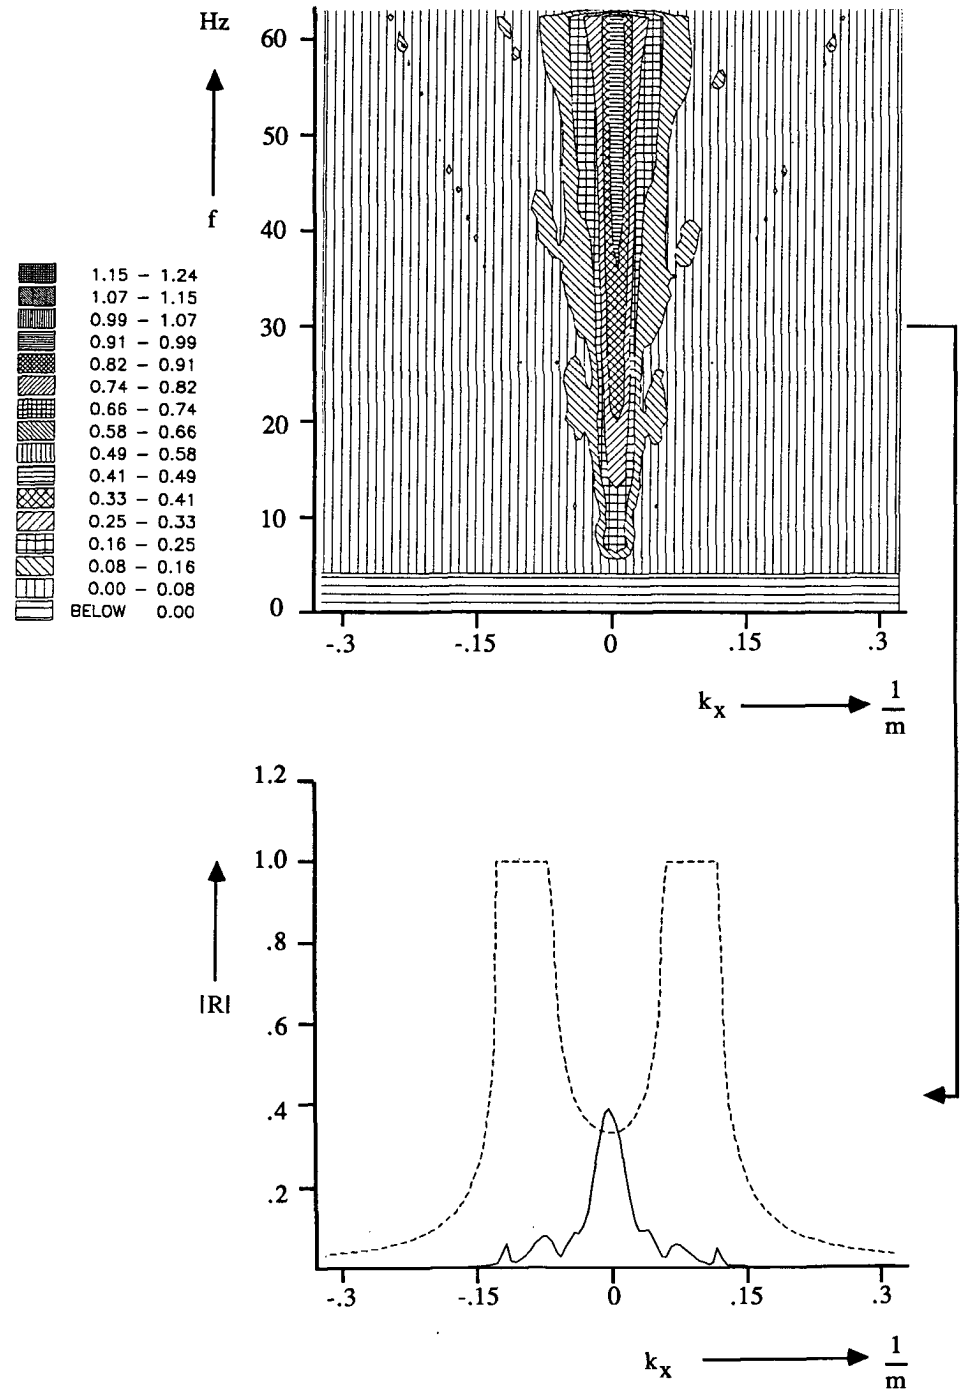 Hz
60
50
f
40
30
20
10
0
1.15 – 1.24
1.07 – 1.15
0.99 – 1.07
0.91 – 0.99
0.82 – 0.91
0.74 – 0.82
0.66 – 0.74
0.58 – 0.66
0.49 – 0.58
0.41 – 0.49
0.33 – 0.41
0.25 – 0.33
0.16 – 0.25
0.08 – 0.16
0.00 – 0.08
BELOW 0.00
-.3 -.15 0 .15 .3
kx 1/m
1.2
1.0
.8
|R|
.6
.4
.2
-.3 -.15 0 .15 .3
kx 1/m